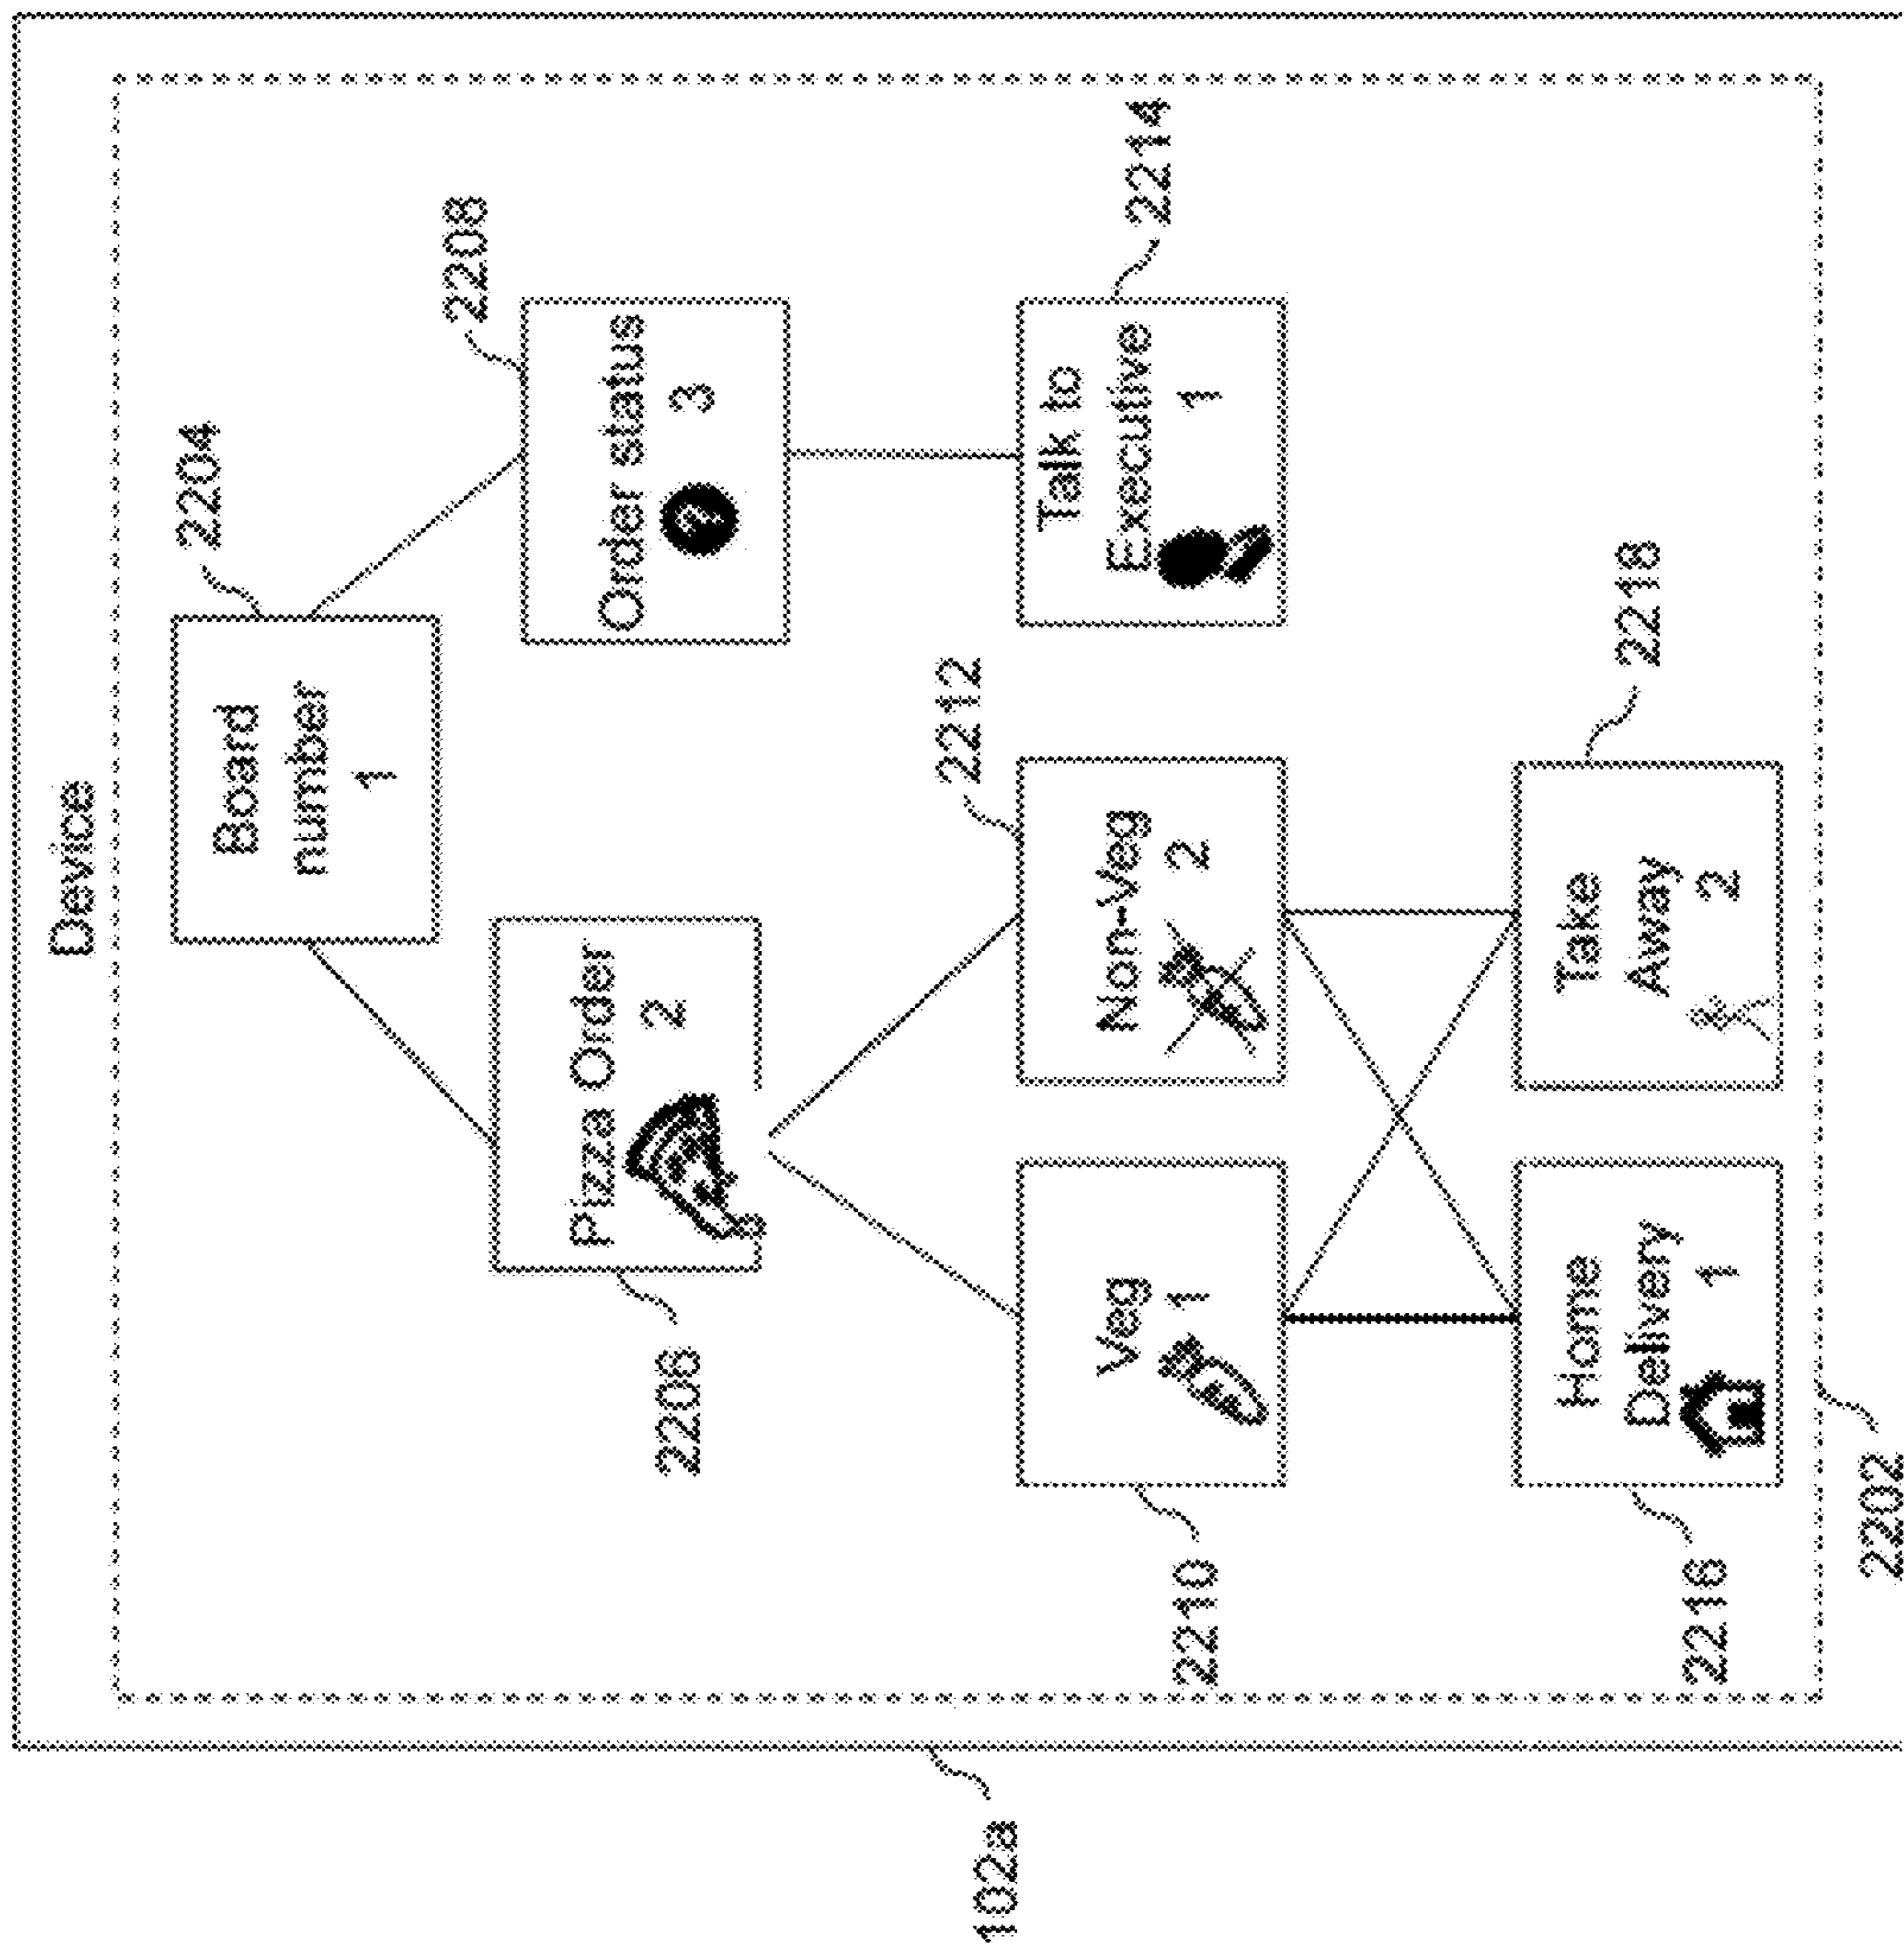 Device
2204
Board
number
1
2208
Order status
3
2206
Pizza Order
2
2212
2214
Veg
1
Non-Veg
2
Talk to
Executive
1
2210
2218
Home
Delivery
1
Take
Away
2
2216
2202
102a